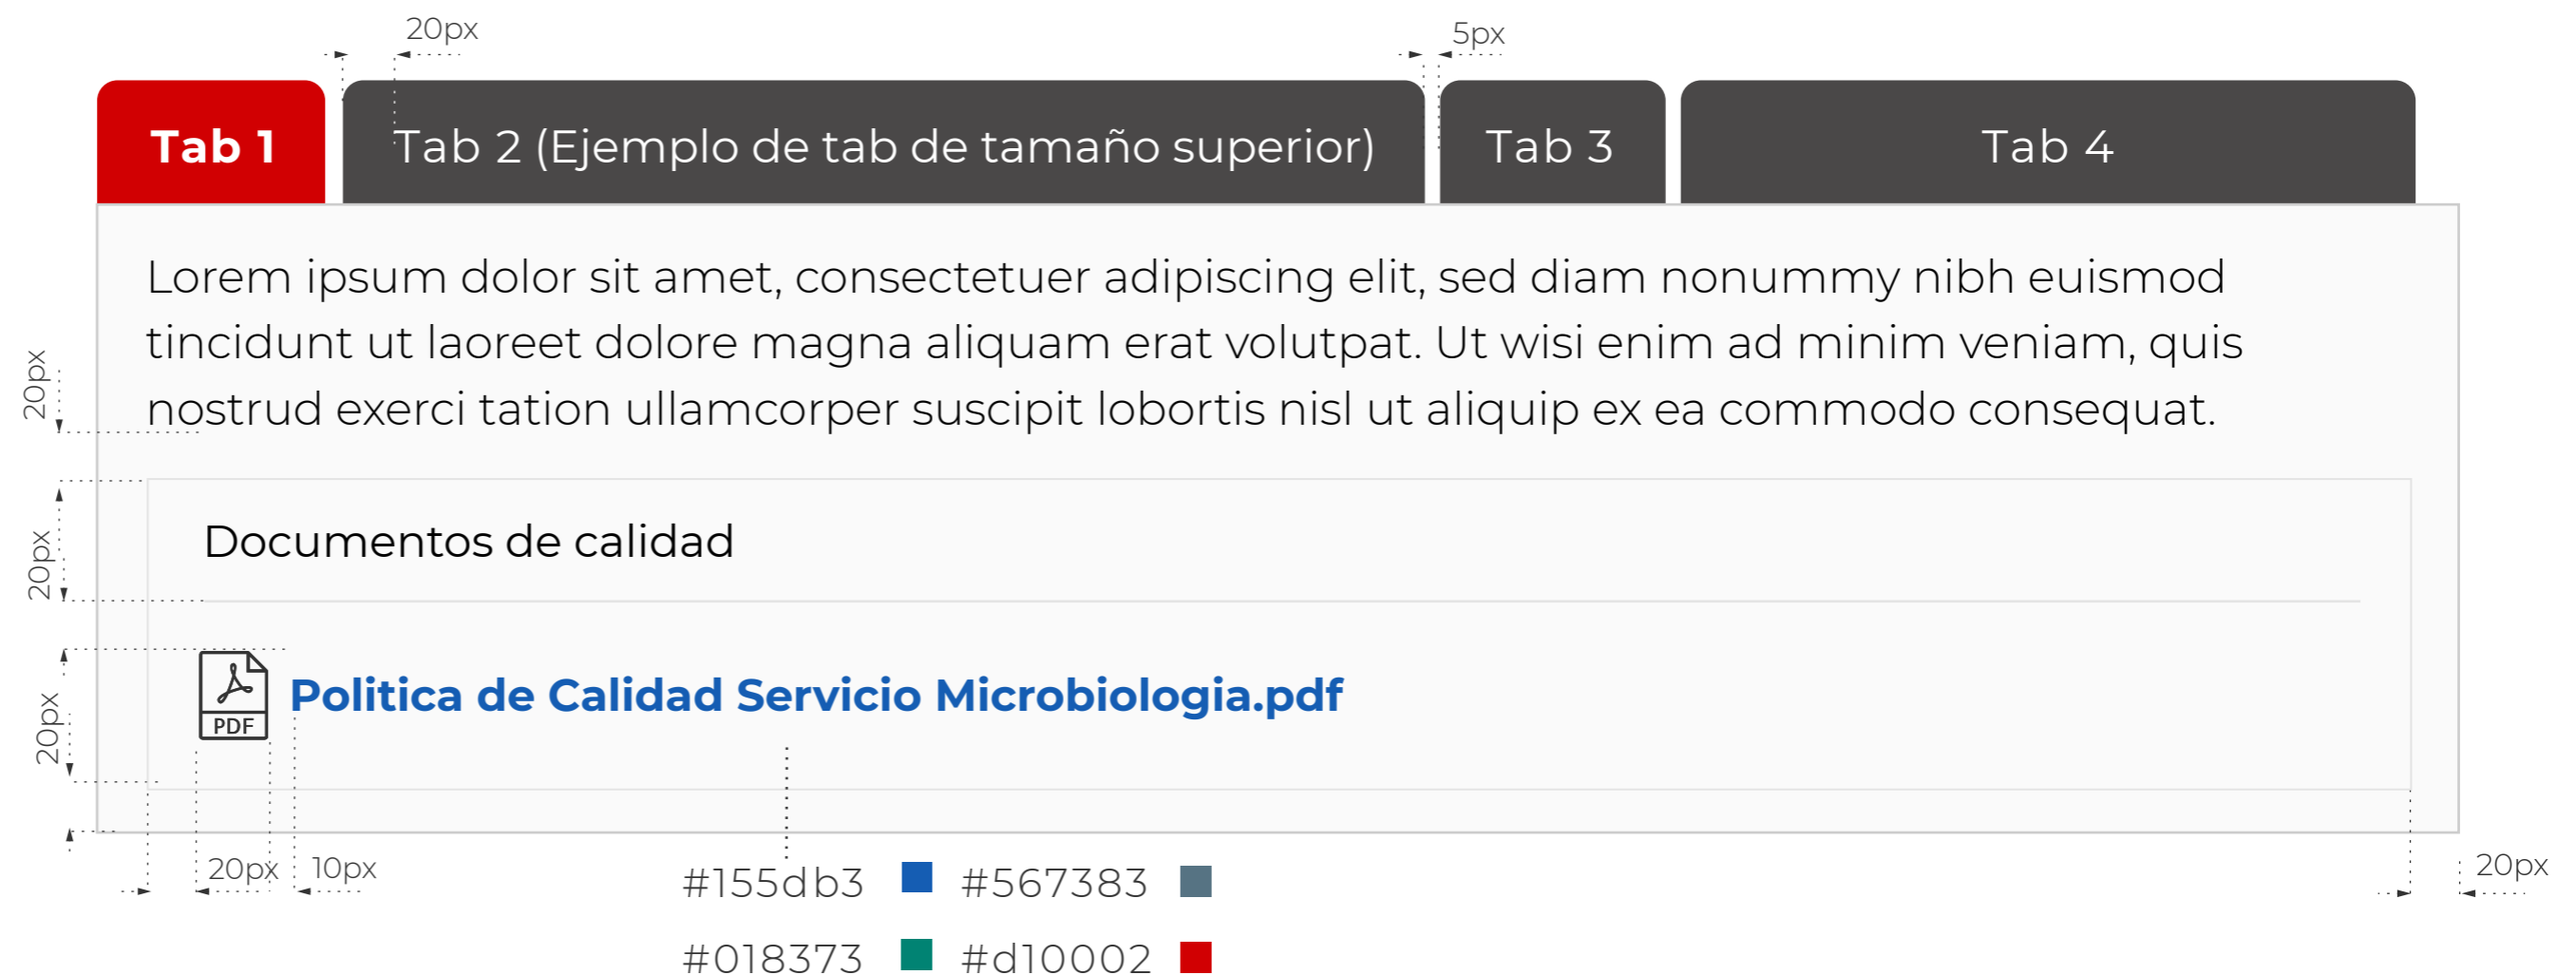 20px
5px
Tab 1
Tab 2 (Ejemplo de tab de tamaño superior)
Tab 3
Tab 4
Lorem ipsum dolor sit amet, consectetuer adipiscing elit, sed diam nonummy nibh euismod
tincidunt ut laoreet dolore magna aliquam erat volutpat. Ut wisi enim ad minim veniam, quis
nostrud exerci tation ullamcorper suscipit lobortis nisl ut aliquip ex ea commodo consequat.
20px
Documentos de calidad
20px
PDF
Politica de Calidad Servicio Microbiologia.pdf
20px
20px
10px
20px
#155db3
#567383
#018373
#d10002